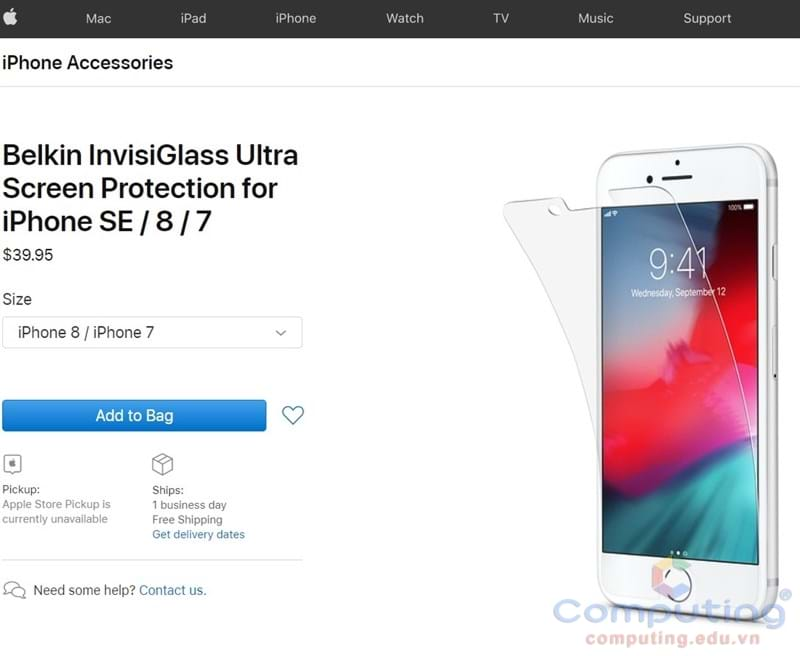 Mac iPad iPhone Watch TV Music Support
iPhone Accessories
Belkin InvisiGlass Ultra
Screen Protection for
iPhone SE / 8 / 7
$39.95
Size
iPhone 8 / iPhone 7
Add to Bag
Pickup:
Apple Store Pickup is
currently unavailable
Ships:
1 business day
Free Shipping
Get delivery dates
Need some help? Contact us.
100%
9:41
Wednesday, September 12
Computing®
computing.edu.vn